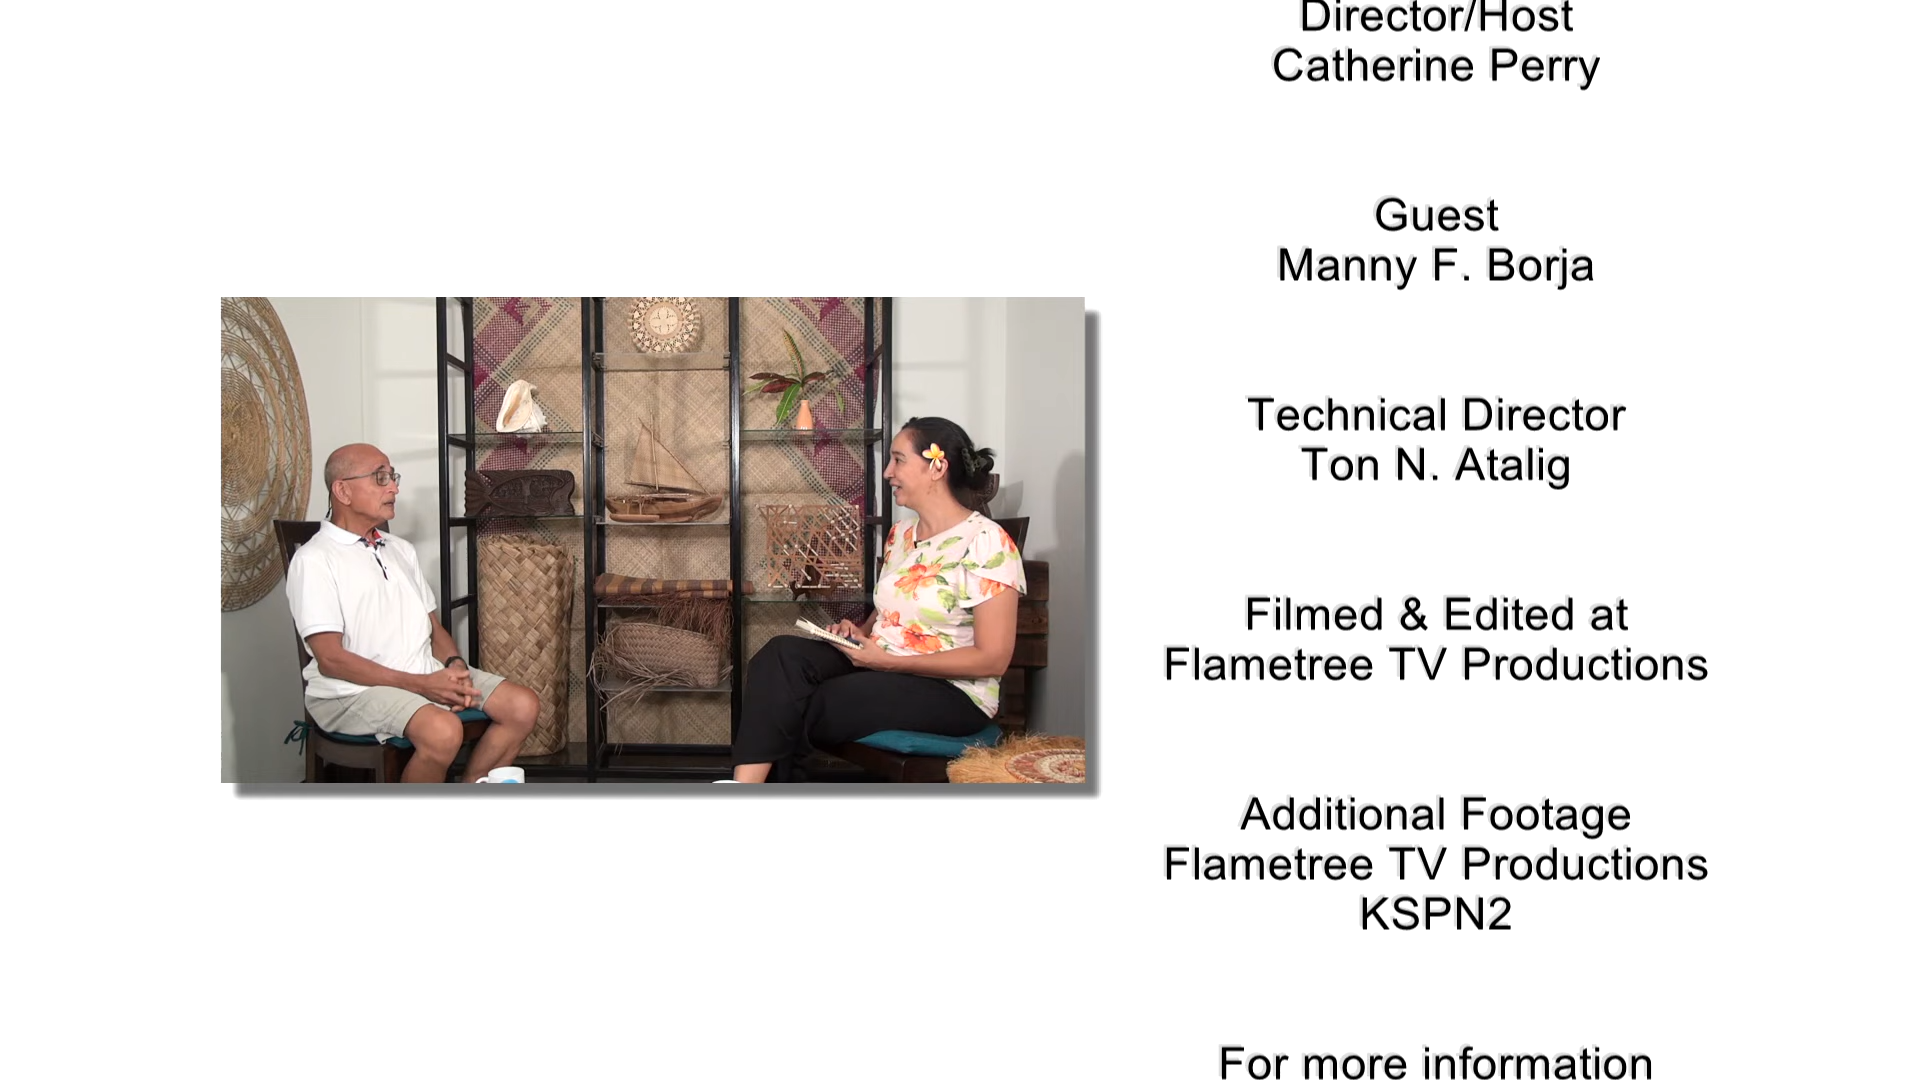 Director/Host
Catherine Perry
Guest
Manny F. Borja
Technical Director
Ton N. Atalig
Filmed & Edited at
Flametree TV Productions
Additional Footage
Flametree TV Productions
KSPN2
For more information